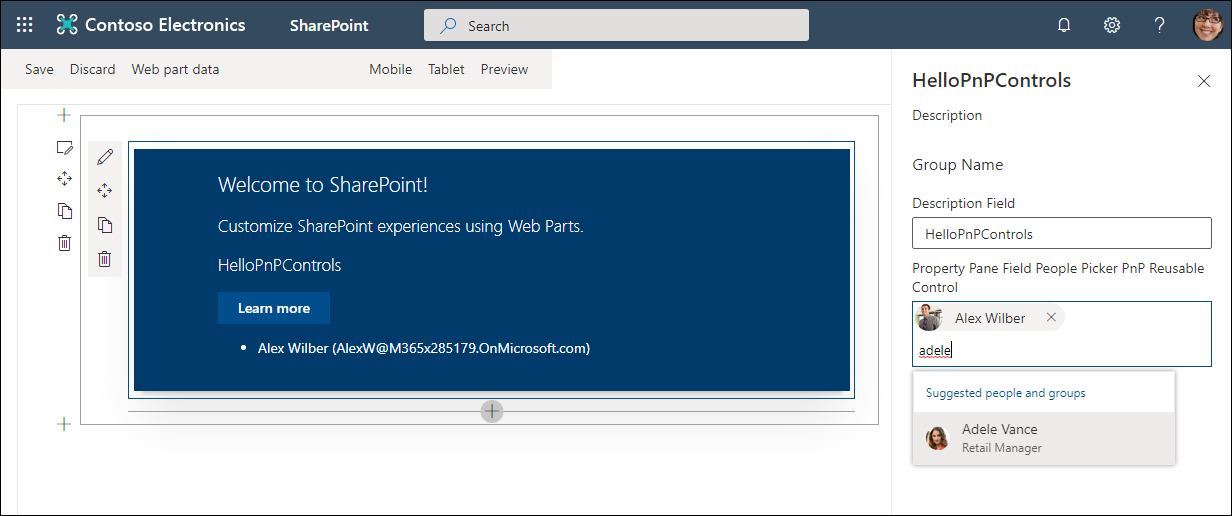 Contoso Electronics SharePoint Search
Save Discard Web part data Mobile Tablet Preview
Welcome to SharePoint!
Customize SharePoint experiences using Web Parts.
HelloPnPControls
Learn more
Alex Wilber (AlexW@M365x285179.OnMicrosoft.com)
HelloPnPControls
Description
Group Name
Description Field
HelloPnPControls
Property Pane Field People Picker PnP Reusable
Control
Alex Wilber
adele
Suggested people and groups
Adele Vance
Retail Manager